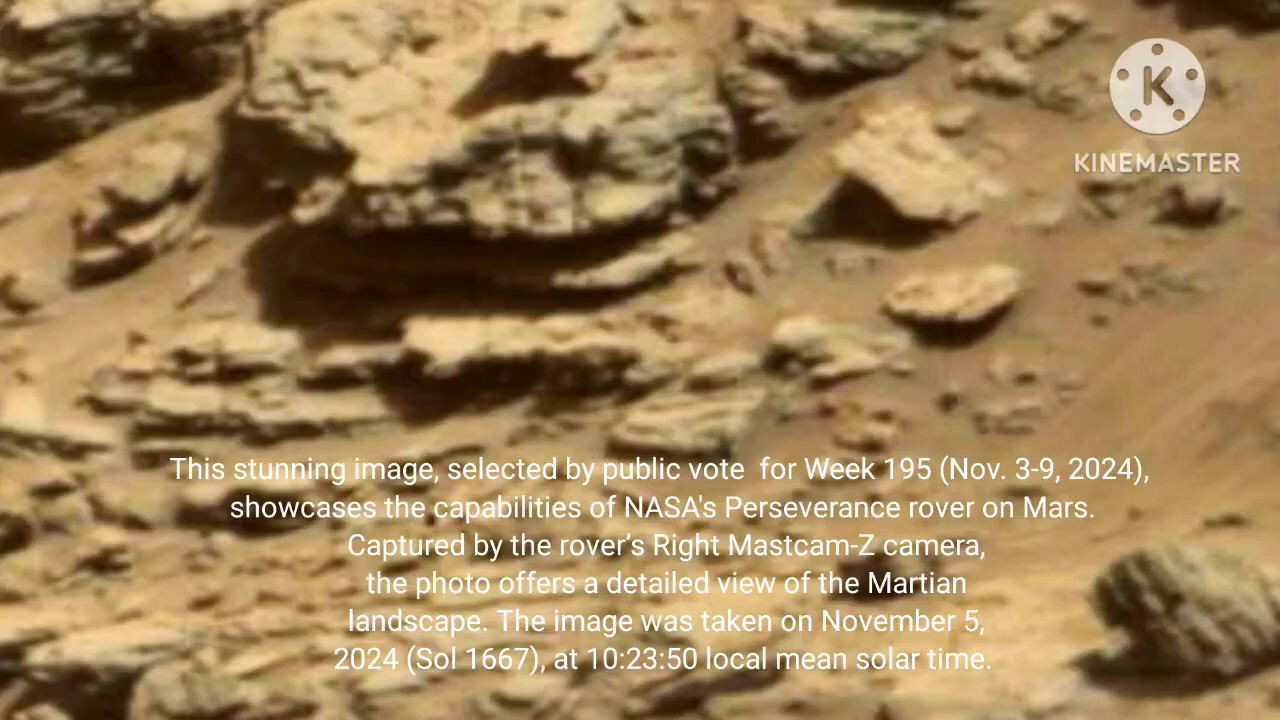 KINEMASTER
This stunning image, selected by public vote  for Week 195 (Nov. 3-9, 2024),
showcases the capabilities of NASA's Perseverance rover on Mars.
Captured by the rover's Right Mastcam-Z camera,
the photo offers a detailed view of the Martian
landscape. The image was taken on November 5,
2024 (Sol 1667), at 10:23:50 local mean solar time.